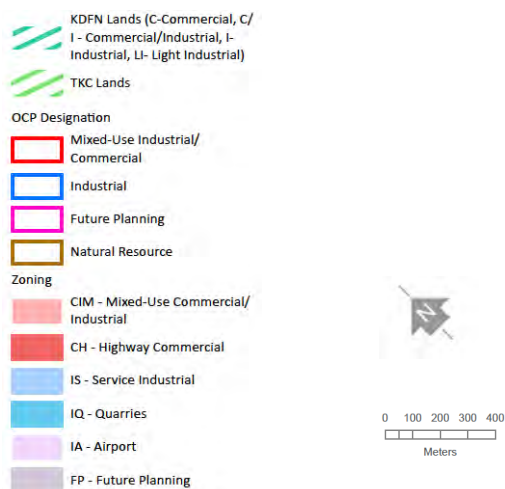 KDFN Lands (C-Commercial, C/
I - Commercial/Industrial, I-
Industrial, LI- Light Industrial)
TKC Lands
OCP Designation
Mixed-Use Industrial/
Commercial
Industrial
Future Planning
Natural Resource
Zoning
CIM - Mixed-Use Commercial/
Industrial
CH - Highway Commercial
IS - Service Industrial
IQ - Quarries
IA - Airport
FP - Future Planning
N
0 100 200 300 400
Meters